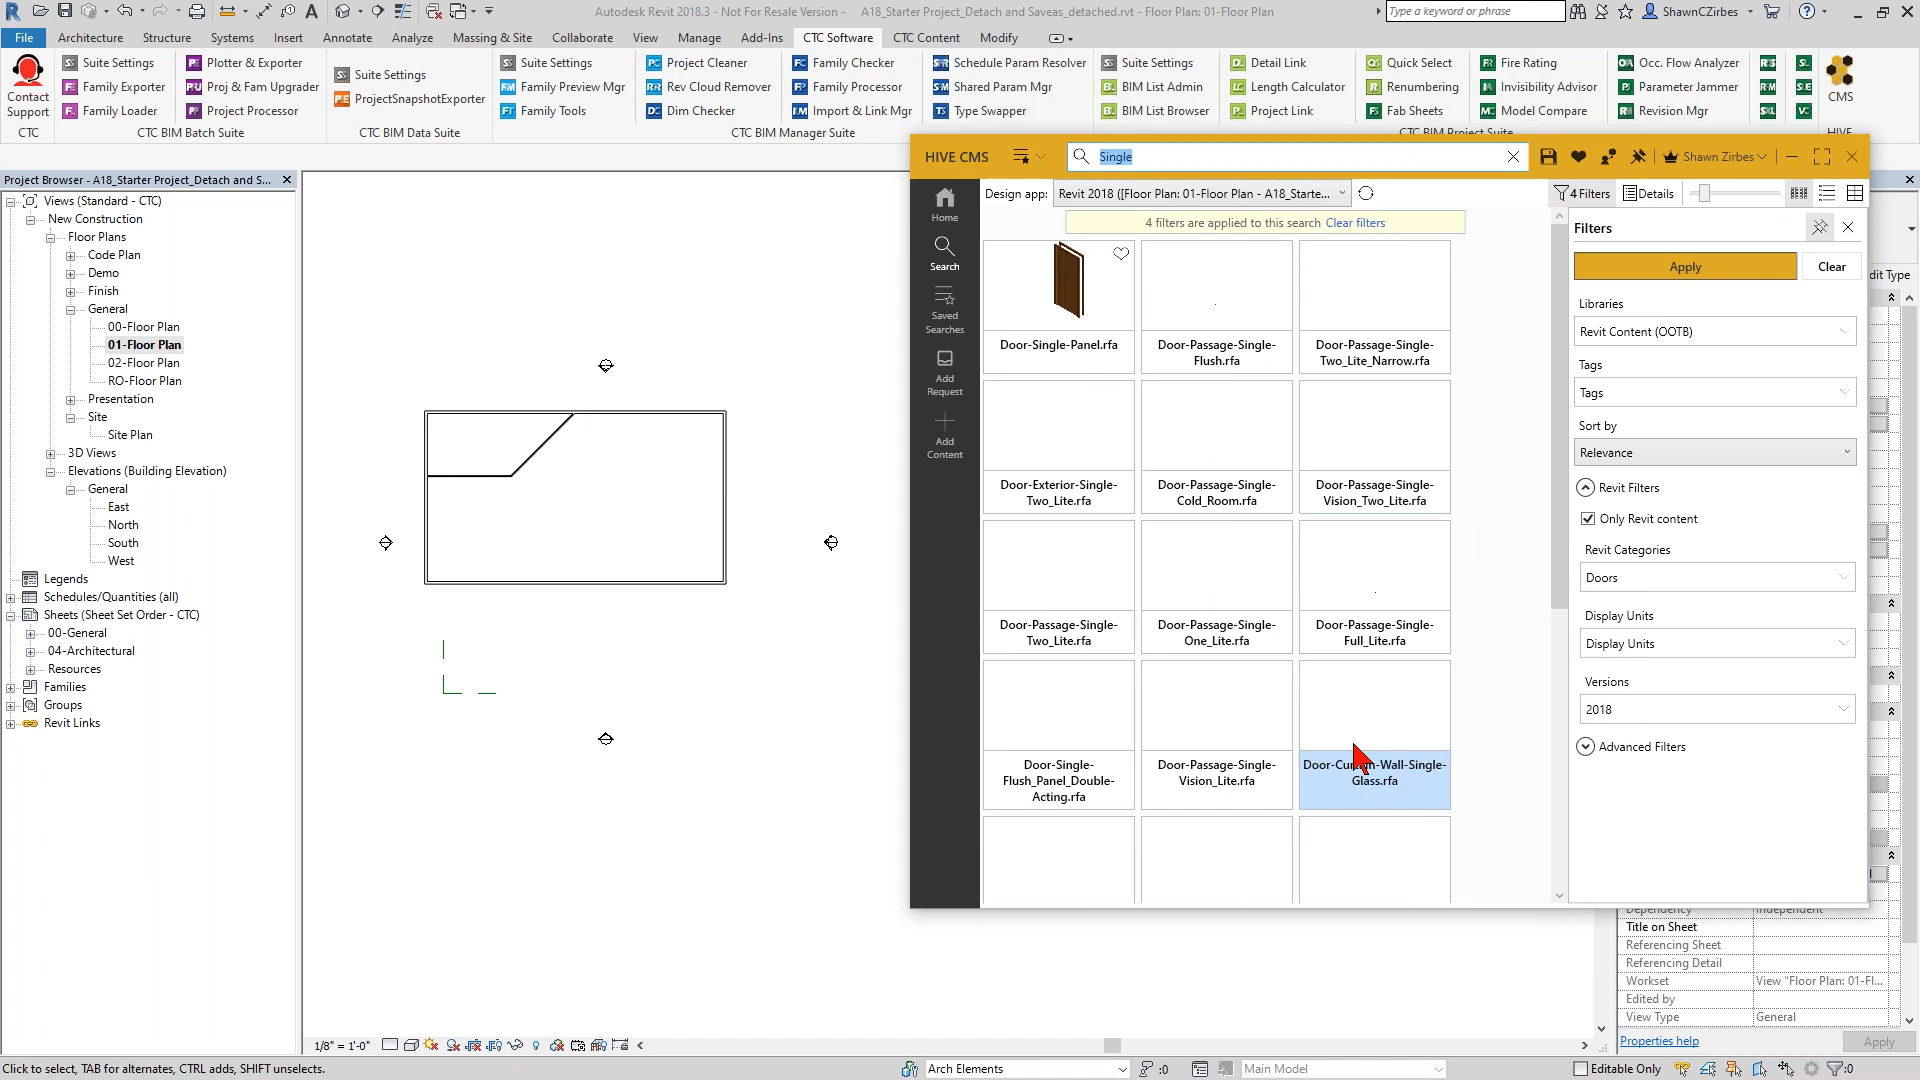 Autodesk Revit 2018.3 - Not For Resale Version - A18_Starter Project_Detach and Saveas_detached.rvt - Floor Plan: 01-Floor Plan
Type a keyword or phrase
ShawnCZirbes
File Architecture Structure Systems Insert Annotate Analyze Massing & Site Collaborate View Manage Add-Ins CTC Software CTC Content Modify
Suite Settings Plotter & Exporter Suite Settings Project Cleaner Family Checker Schedule Param Resolver Suite Settings Detail Link Quick Select Fire Rating Occ. Flow Analyzer
Suite Settings
Family Exporter Proj & Fam Upgrader Family Preview Mgr Rev Cloud Remover Family Processor Shared Param Mgr BIM List Admin Length Calculator Renumbering Invisibility Advisor Parameter Jammer
Contact
Support
CMS
ProjectSnapshotExporter
Family Loader Project Processor Family Tools Dim Checker Import & Link Mgr Type Swapper BIM List Browser Project Link Fab Sheets Model Compare Revision Mgr
CTC CTC BIM Batch Suite CTC BIM Data Suite CTC BIM Manager Suite CTC BIM Project Suite HIVE
HIVE CMS
Single
Shawn Zirbes
Project Browser - A18_Starter Project_Detach and S...
Views (Standard - CTC)
New Construction
Floor Plans
Code Plan
Demo
Finish
General
00-Floor Plan
01-Floor Plan
02-Floor Plan
RO-Floor Plan
Presentation
Site
Site Plan
3D Views
Elevations (Building Elevation)
General
East
North
South
West
Legends
Schedules/Quantities (all)
Sheets (Sheet Set Order - CTC)
00-General
04-Architectural
Resources
Families
Groups
Revit Links
Home
Search
Saved
Searches
Add
Request
Add
Content
Design app: Revit 2018 ([Floor Plan: 01-Floor Plan - A18_Starte...
4 Filters
Details
4 filters are applied to this search Clear filters
Door-Single-Panel.rfa
Door-Passage-Single-
Flush.rfa
Door-Passage-Single-
Two_Lite_Narrow.rfa
Door-Exterior-Single-
Two_Lite.rfa
Door-Passage-Single-
Cold_Room.rfa
Door-Passage-Single-
Vision_Two_Lite.rfa
Door-Passage-Single-
Two_Lite.rfa
Door-Passage-Single-
One_Lite.rfa
Door-Passage-Single-
Full_Lite.rfa
Door-Single-
Flush_Panel_Double-
Acting.rfa
Door-Passage-Single-
Vision_Lite.rfa
Glass.rfa
Filters
Apply
Clear
Libraries
Revit Content (OOTB)
Tags
Tags
Sort by
Relevance
Revit Filters
Only Revit content
Revit Categories
Doors
Display Units
Display Units
Versions
2018
Advanced Filters
dit Type
Title on Sheet
Referencing Sheet
Referencing Detail
Workset View "Floor Plan: 01-Fl...
Edited by
View Type General
Properties help
Apply
1/8" = 1'-0"
Click to select, TAB for alternates, CTRL adds, SHIFT unselects.
Arch Elements
:0
Main Model
Editable Only
:0